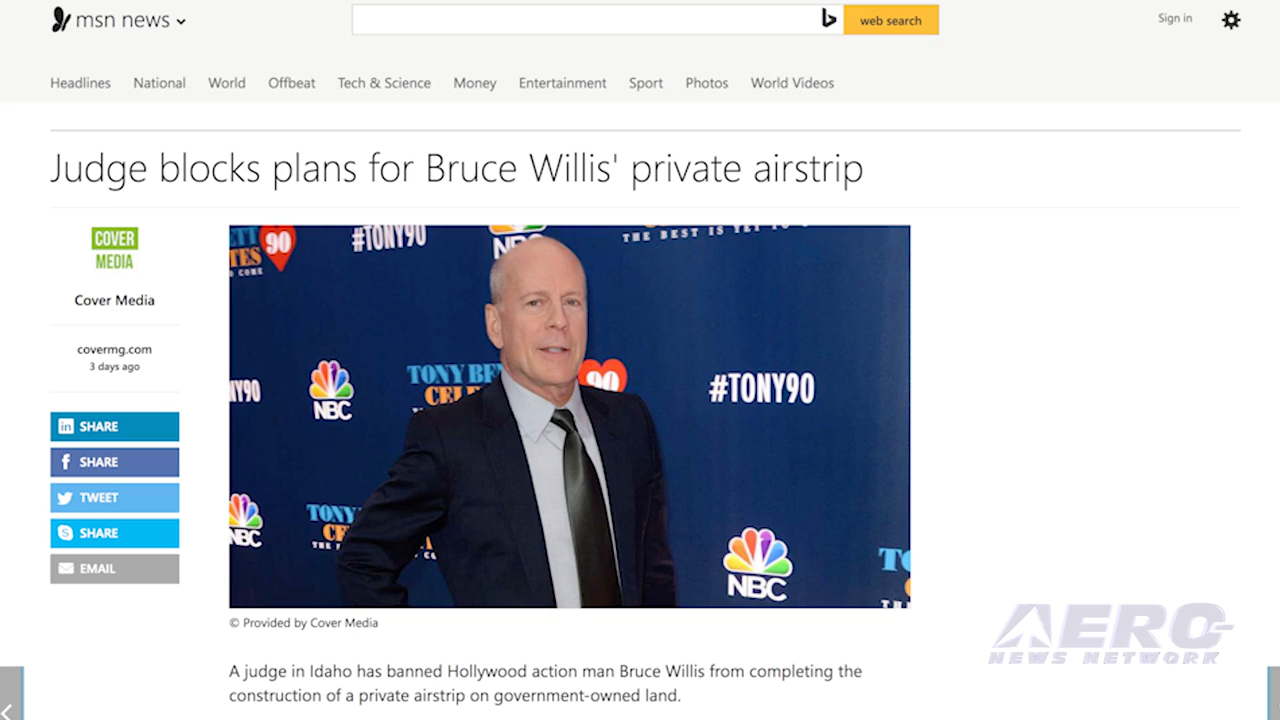 msn news
web search
Sign in
Headlines National World Offbeat Tech & Science Money Entertainment Sport Photos World Videos
Judge blocks plans for Bruce Willis' private airstrip
COVER
MEDIA
Cover Media
covermg.com
3 days ago
SHARE
SHARE
TWEET
SHARE
EMAIL
90
#TONY90
NBC
THE BEST IS YET
COME
NBC
TONY
90
#TONY90
NBC
NBC
© Provided by Cover Media
A judge in Idaho has banned Hollywood action man Bruce Willis from completing the
construction of a private airstrip on government-owned land.
AERO
NEWS NETWORK